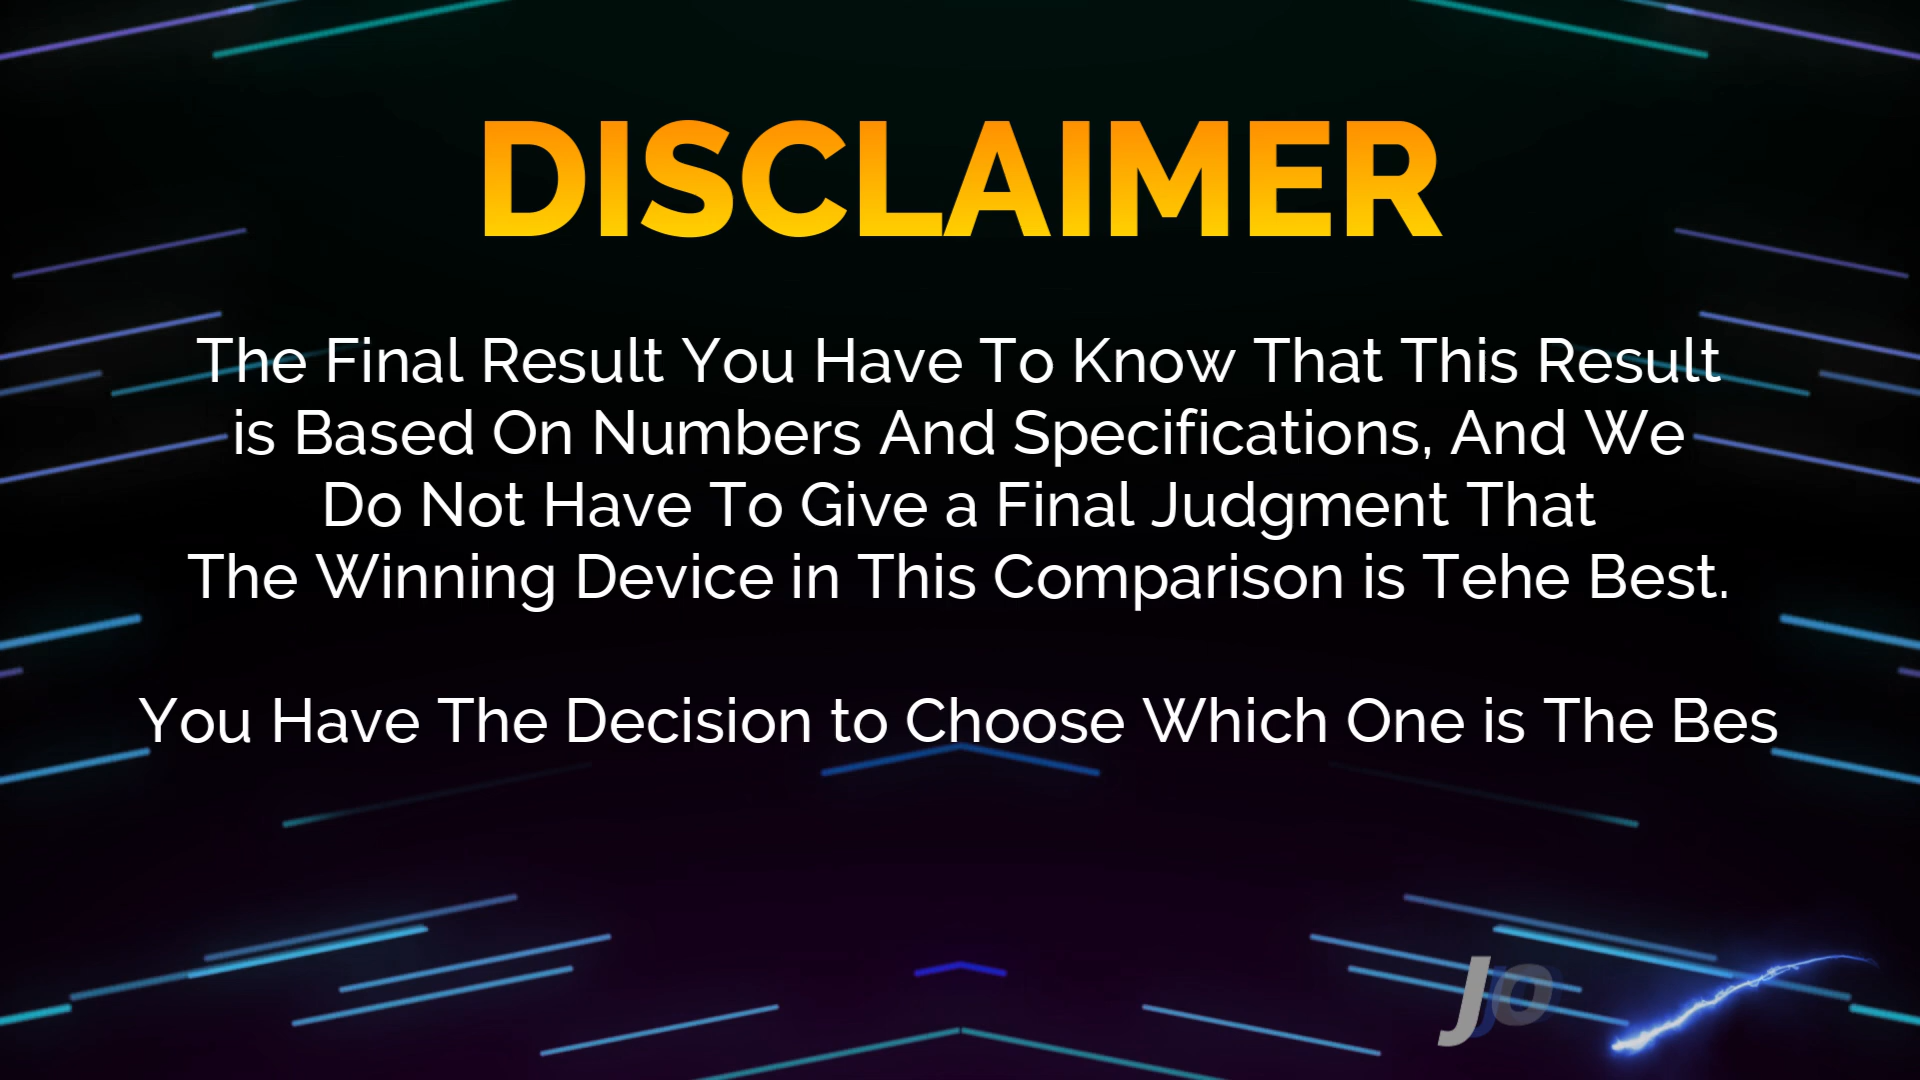 DISCLAIMER
The Final Result You Have To Know That This Result
is Based On Numbers And Specifications, And We
Do Not Have To Give a Final Judgment That
The Winning Device in This Comparison is Tehe Best.
You Have The Decision to Choose Which One is The Bes
Jo